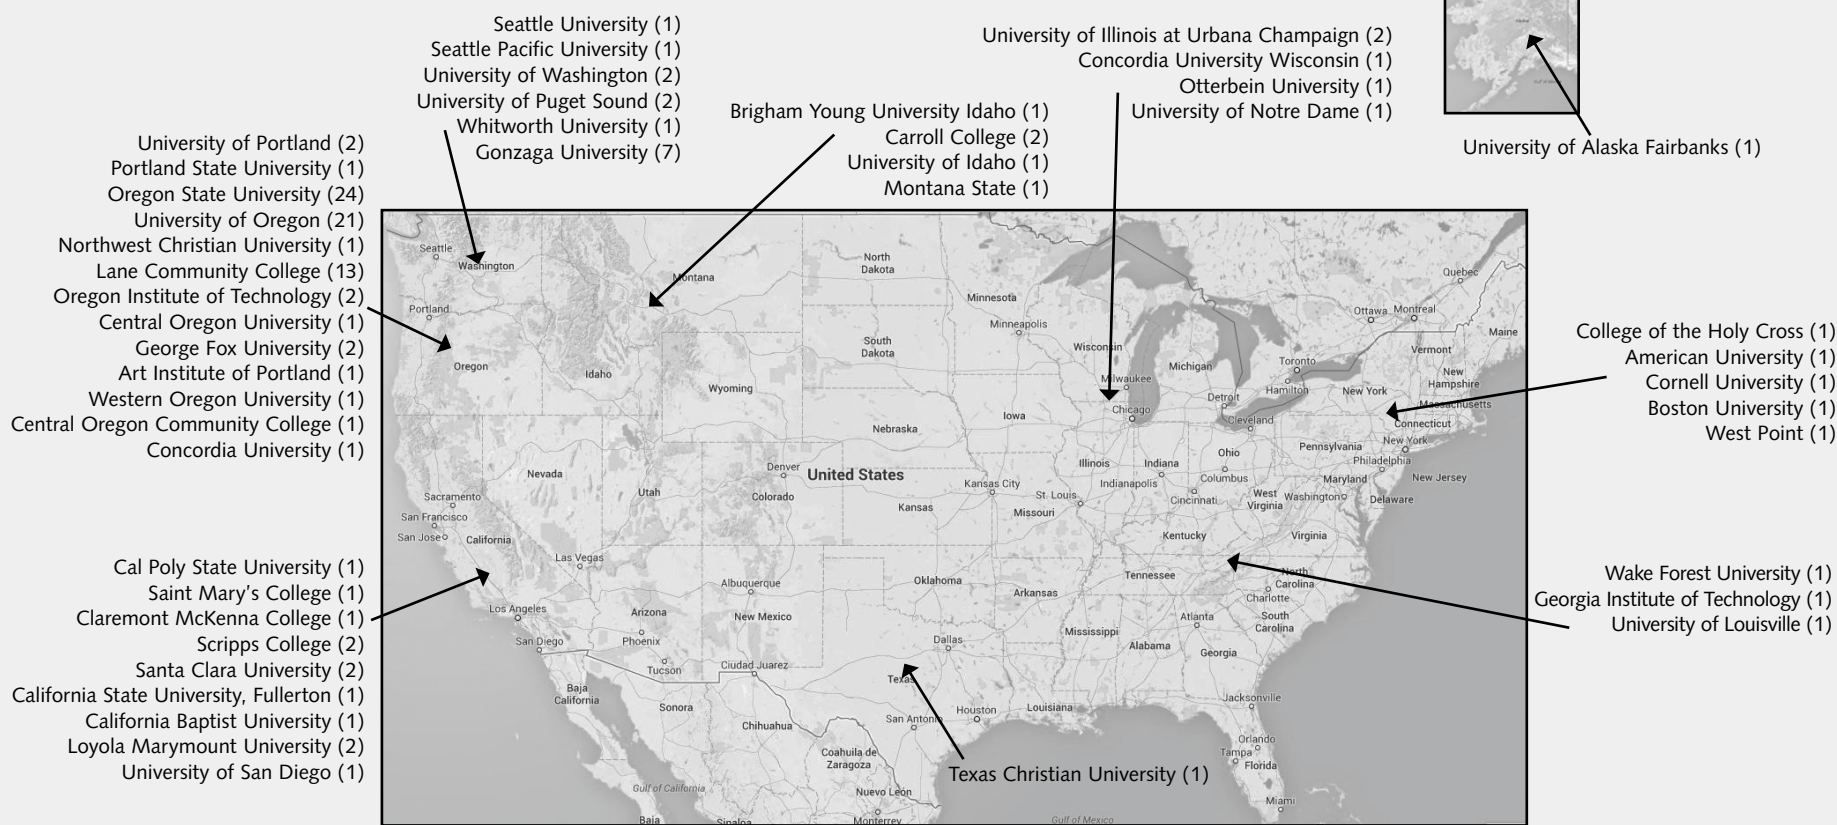 Seattle University (1)
Seattle Pacific University (1)
University of Washington (2)
University of Puget Sound (2)
Whitworth University (1)
Gonzaga University (7)
Brigham Young University Idaho (1)
Carroll College (2)
University of Idaho (1)
Montana State (1)
University of Illinois at Urbana Champaign (2)
Concordia University Wisconsin (1)
Otterbein University (1)
University of Notre Dame (1)
University of Alaska Fairbanks (1)
University of Portland (2)
Portland State University (1)
Oregon State University (24)
University of Oregon (21)
Northwest Christian University (1)
Lane Community College (13)
Oregon Institute of Technology (2)
Central Oregon University (1)
George Fox University (2)
Art Institute of Portland (1)
Western Oregon University (1)
Central Oregon Community College (1)
Concordia University (1)
Cal Poly State University (1)
Saint Mary's College (1)
Claremont McKenna College (1)
Scripps College (2)
Santa Clara University (2)
California State University, Fullerton (1)
California Baptist University (1)
Loyola Marymount University (2)
University of San Diego (1)
College of the Holy Cross (1)
American University (1)
Cornell University (1)
Boston University (1)
West Point (1)
Wake Forest University (1)
Georgia Institute of Technology (1)
University of Louisville (1)
Texas Christian University (1)
Seattle
Washington
Montana
North
Dakota
Minnesota
Quebec
Portland
Minneapolis
Ottawa
Montreal
Maine
Oregon
Idaho
South
Dakota
Wisconsin
Michigan
Toronto
Vermont
Wyoming
Milwaukee
Hamilton
New York
New
Hampshire
Detroit
Massachusetts
Iowa
Chicago
Cleveland
Connecticut
Nebraska
Pennsylvania
New York
Nevada
Denver
United States
Illinois
Indiana
Ohio
Philadelphia
Utah
Colorado
Kansas City
Indianapolis
Columbus
Maryland
New Jersey
Sacramento
St. Louis
Cincinnati
West
Virginia
Washington
Delaware
San Francisco
Kansas
Missouri
San Jose
California
Kentucky
Virginia
Las Vegas
Albuquerque
Oklahoma
Tennessee
North
Carolina
Arkansas
Charlotte
Los Angeles
Arizona
New Mexico
Atlanta
South
Carolina
San Diego
Phoenix
Dallas
Mississippi
Alabama
Georgia
Tucson
Ciudad Juarez
Texas
Baja
California
Sonora
Chihuahua
San Antonio
Houston
Louisiana
Jacksonville
Coahuila de
Zaragoza
Orlando
Tampa
Florida
Gulf of California
Nuevo León
Miami
Baja
Sinaloa
Monterrey
Gulf of Mexico